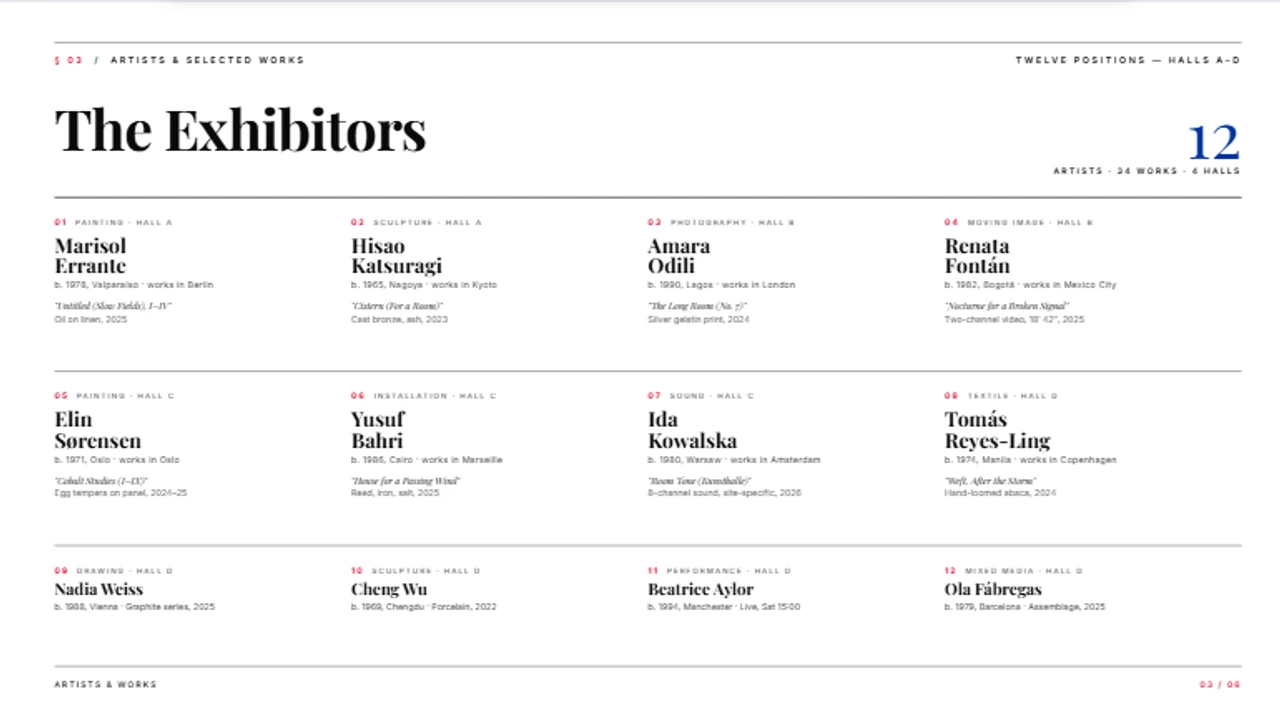 § 03 / ARTISTS & SELECTED WORKS
TWELVE POSITIONS — HALLS A–D
The Exhibitors
12
ARTISTS · 34 WORKS · 4 HALLS
01 PAINTING · HALL A
Marisol
Errante
b. 1978, Valparaíso · works in Berlin
"Untitled (Slow Fields), I–IV"
Oil on linen, 2025
02 SCULPTURE · HALL A
Hisao
Katsuragi
b. 1965, Nagoya · works in Kyoto
"Cistern (For a Room)"
Cast bronze, ash, 2023
03 PHOTOGRAPHY · HALL B
Amara
Odili
b. 1990, Lagos · works in London
"The Long Room (No. 7)"
Silver gelatin print, 2024
04 MOVING IMAGE · HALL B
Renata
Fontán
b. 1982, Bogotá · works in Mexico City
"Nocturne for a Broken Signal"
Two-channel video, 18' 42", 2025
05 PAINTING · HALL C
Elin
Sørensen
b. 1971, Oslo · works in Oslo
"Cobalt Studies (I–IX)"
Egg tempera on panel, 2024–25
06 INSTALLATION · HALL C
Yusuf
Bahri
b. 1986, Cairo · works in Marseille
"House for a Passing Wind"
Reed, iron, salt, 2025
07 SOUND · HALL C
Ida
Kowalska
b. 1980, Warsaw · works in Amsterdam
"Room Tone (Kunsthalle)"
8-channel sound, site-specific, 2026
08 TEXTILE · HALL D
Tomás
Reyes-Ling
b. 1974, Manila · works in Copenhagen
"Weft, After the Storm"
Hand-loomed abaca, 2024
09 DRAWING · HALL D
Nadia Weiss
b. 1988, Vienna · Graphite series, 2025
10 SCULPTURE · HALL D
Cheng Wu
b. 1969, Chengdu · Porcelain, 2022
11 PERFORMANCE · HALL D
Beatrice Aylor
b. 1994, Manchester · Live, Sat 15:00
12 MIXED MEDIA · HALL D
Ola Fábregas
b. 1979, Barcelona · Assemblage, 2025
ARTISTS & WORKS
03 / 06